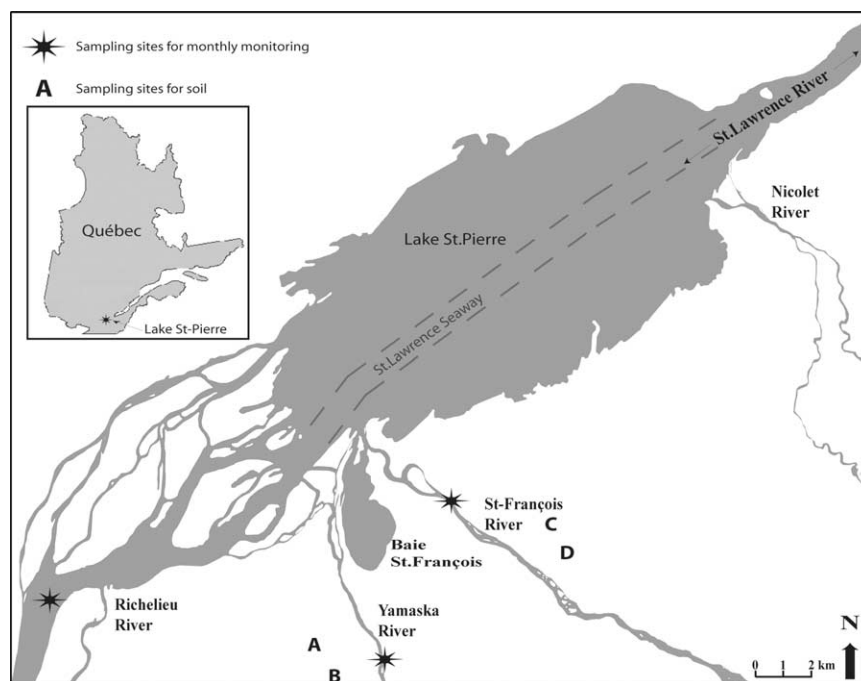 Sampling sites for monthly monitoring
A Sampling sites for soil
Québec
Lake St-Pierre
St.Lawrence River
Nicolet
River
Lake St.Pierre
St.Lawrence Seaway
St-François
River
C
D
Baie
St.François
Richelieu
River
Yamaska
River
A
B
N
0 1 2 km